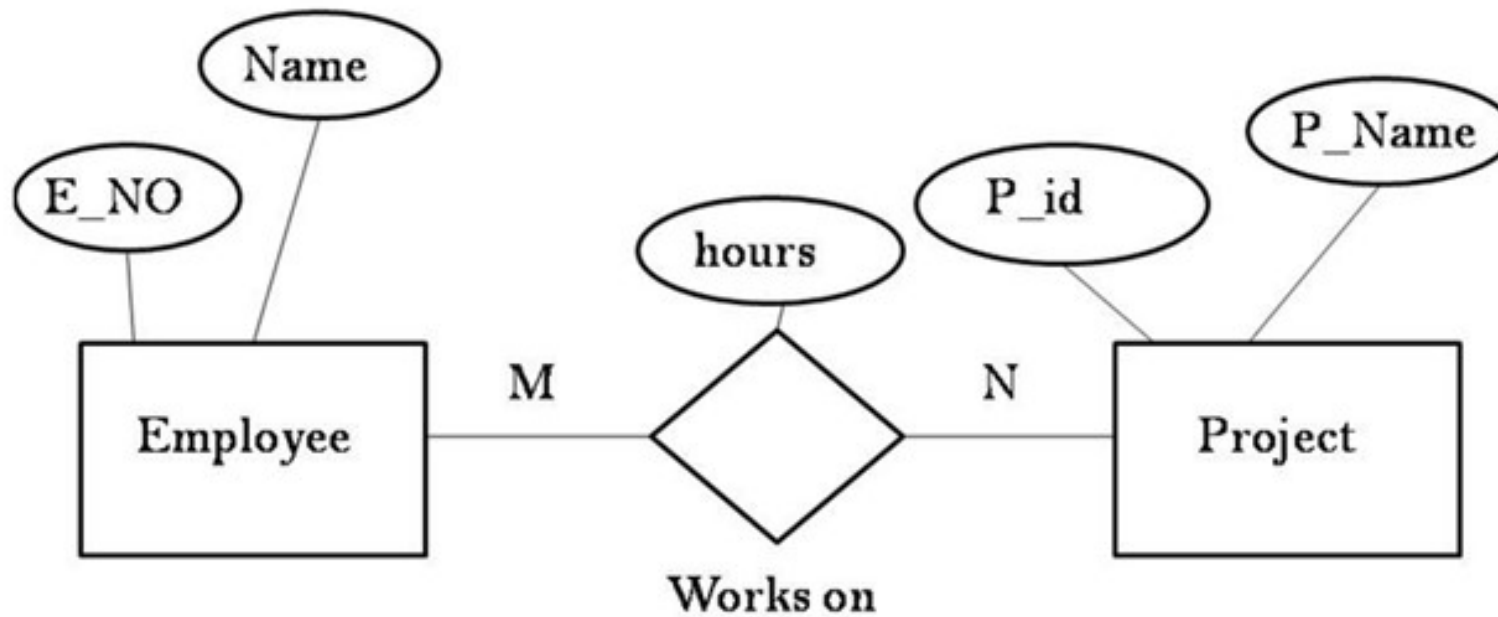 Name
P_Name
E_NO
P_id
hours
M
N
Employee
Project
Works on